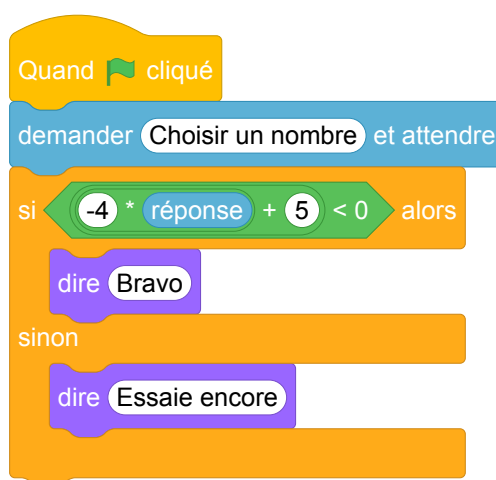 Quand cliqué
demander Choisir un nombre et attendre
si -4 * réponse + 5 < 0 alors
dire Bravo
sinon
dire Essaie encore